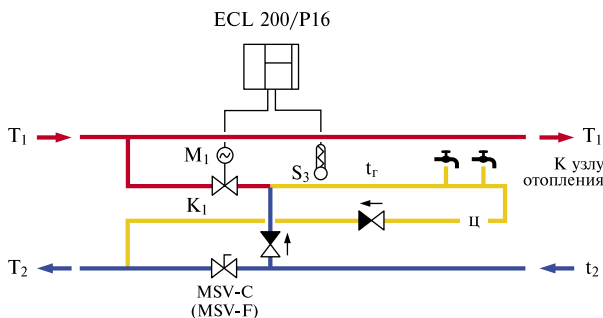 ECL 200/P16
T₁
T₁
M₁
S₃
tг
К узлу
отопления
K₁
ц
T₂
t₂
MSV-C
(MSV-F)